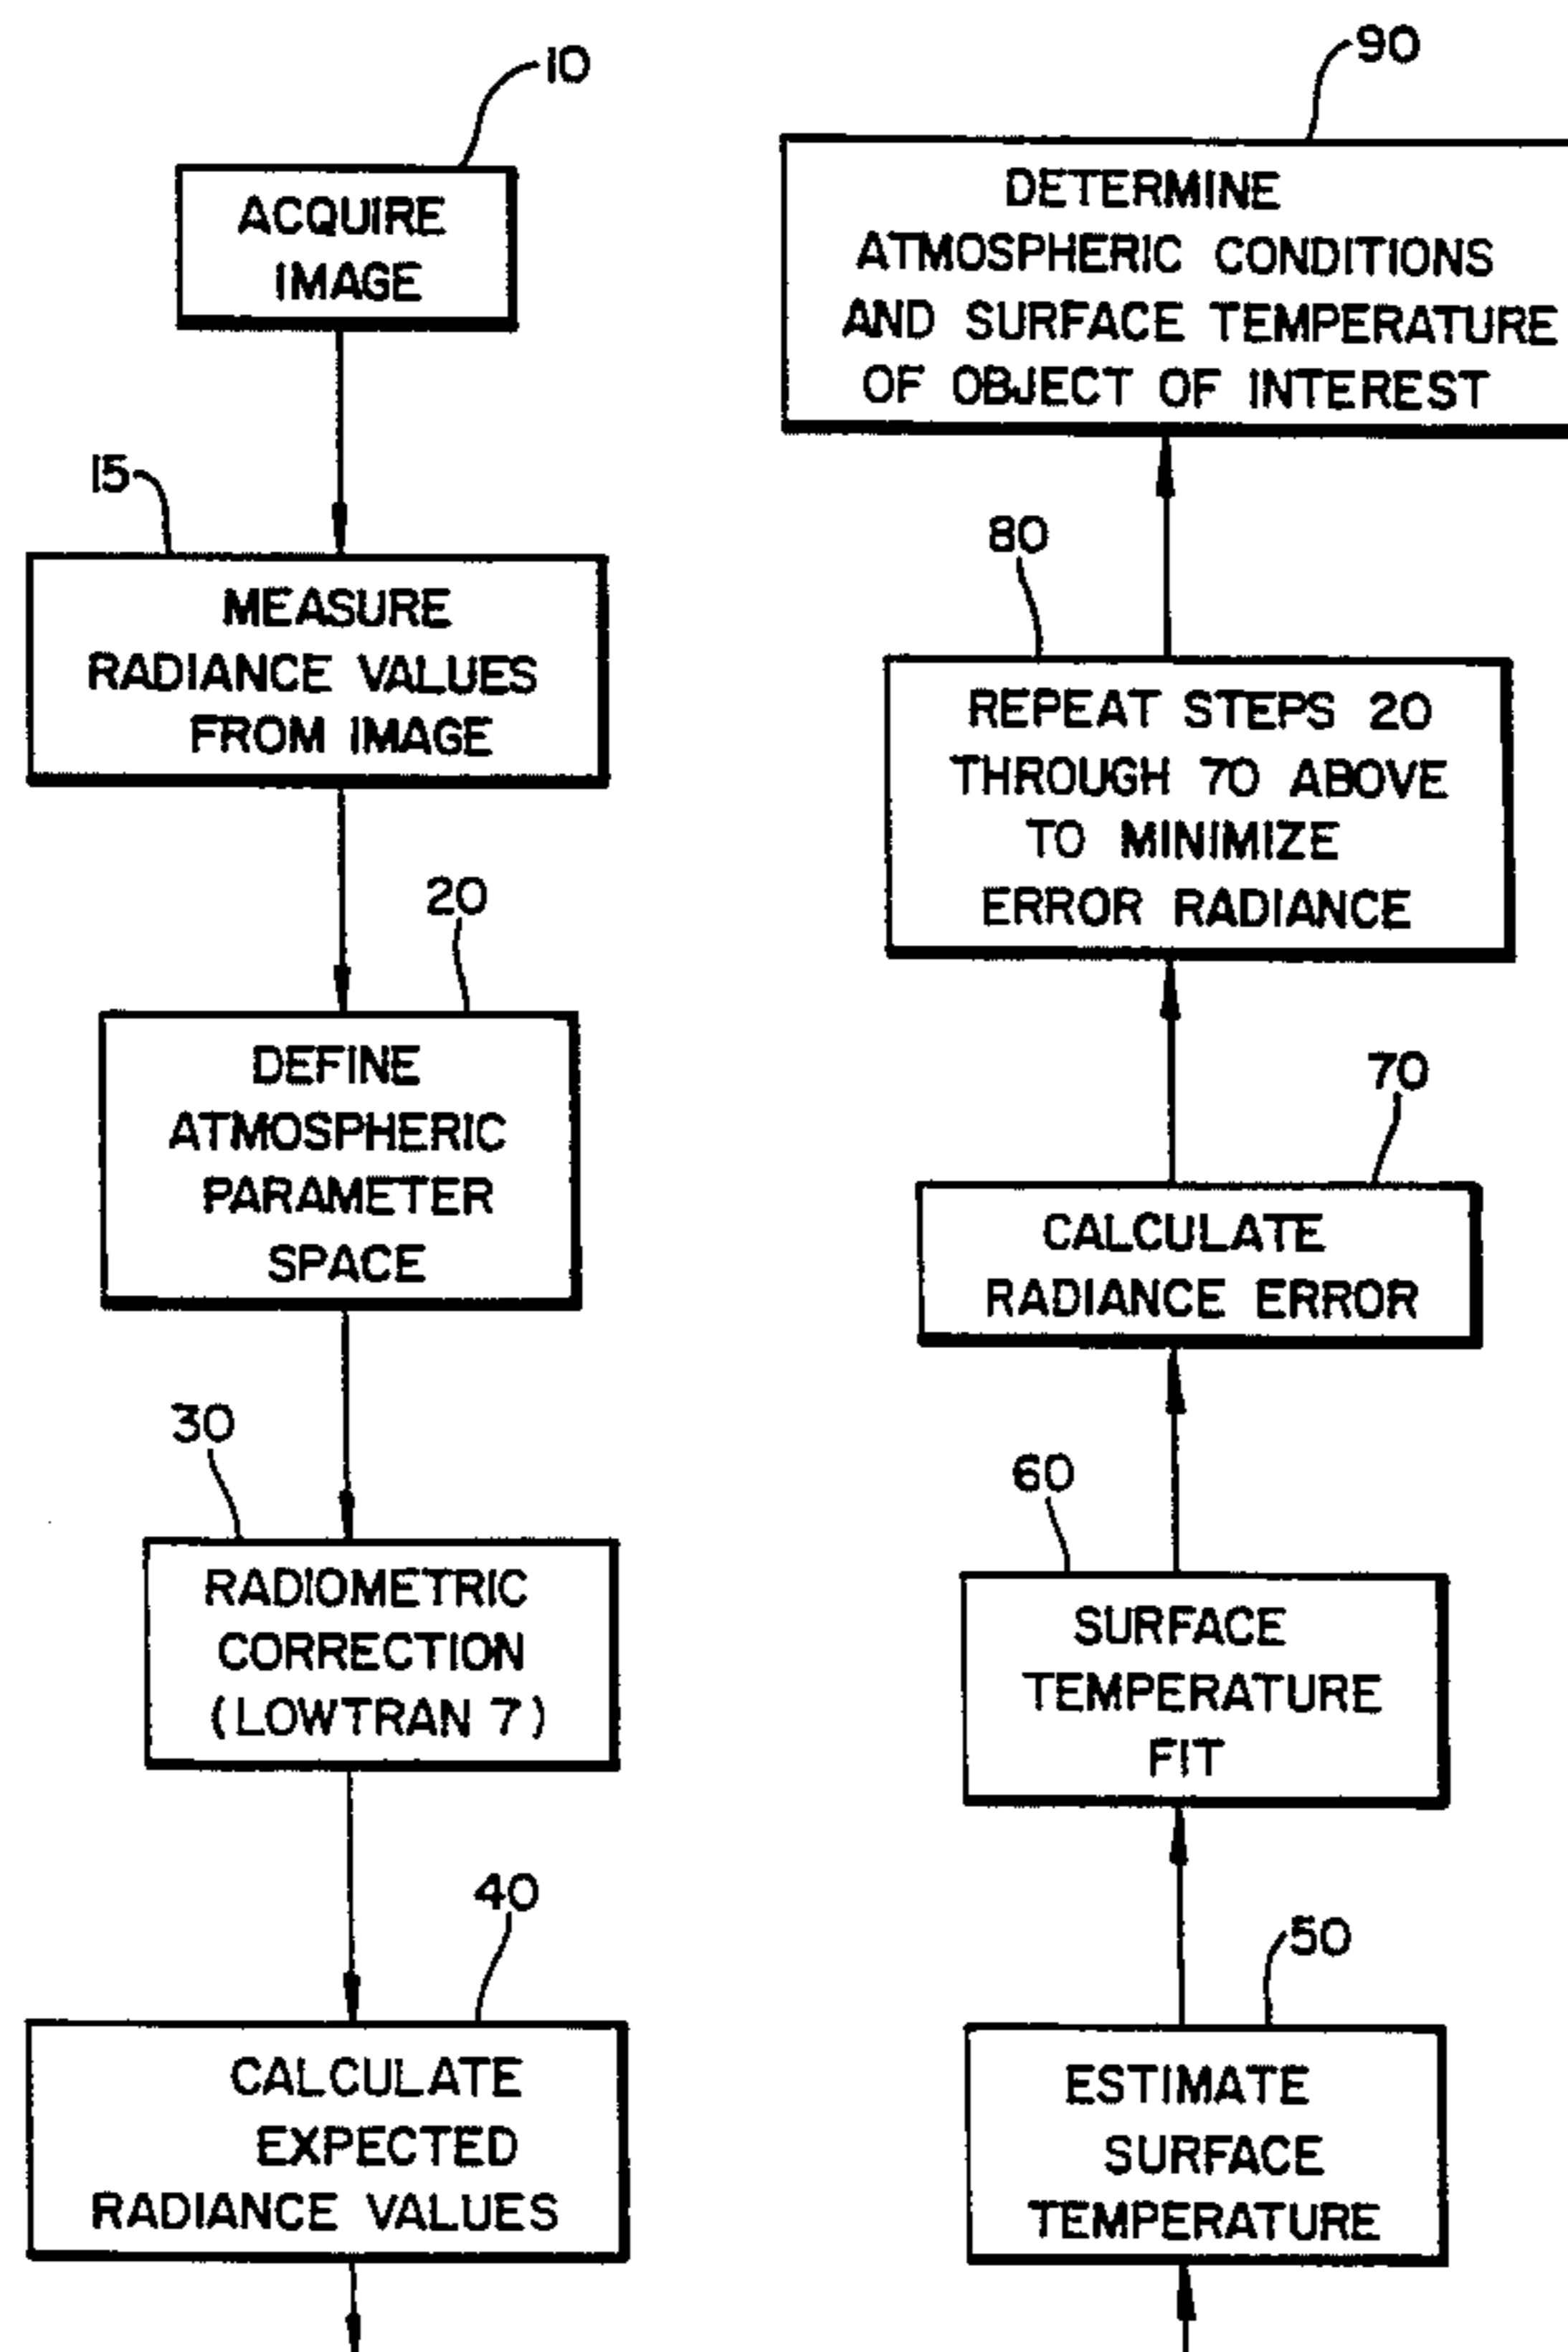 10
ACQUIRE
IMAGE
15
MEASURE
RADIANCE VALUES
FROM IMAGE
20
DEFINE
ATMOSPHERIC
PARAMETER
SPACE
30
RADIOMETRIC
CORRECTION
(LOWTRAN 7)
40
CALCULATE
EXPECTED
RADIANCE VALUES
90
DETERMINE
ATMOSPHERIC CONDITIONS
AND SURFACE TEMPERATURE
OF OBJECT OF INTEREST
80
REPEAT STEPS 20
THROUGH 70 ABOVE
TO MINIMIZE
ERROR RADIANCE
70
CALCULATE
RADIANCE ERROR
60
SURFACE
TEMPERATURE
FIT
50
ESTIMATE
SURFACE
TEMPERATURE